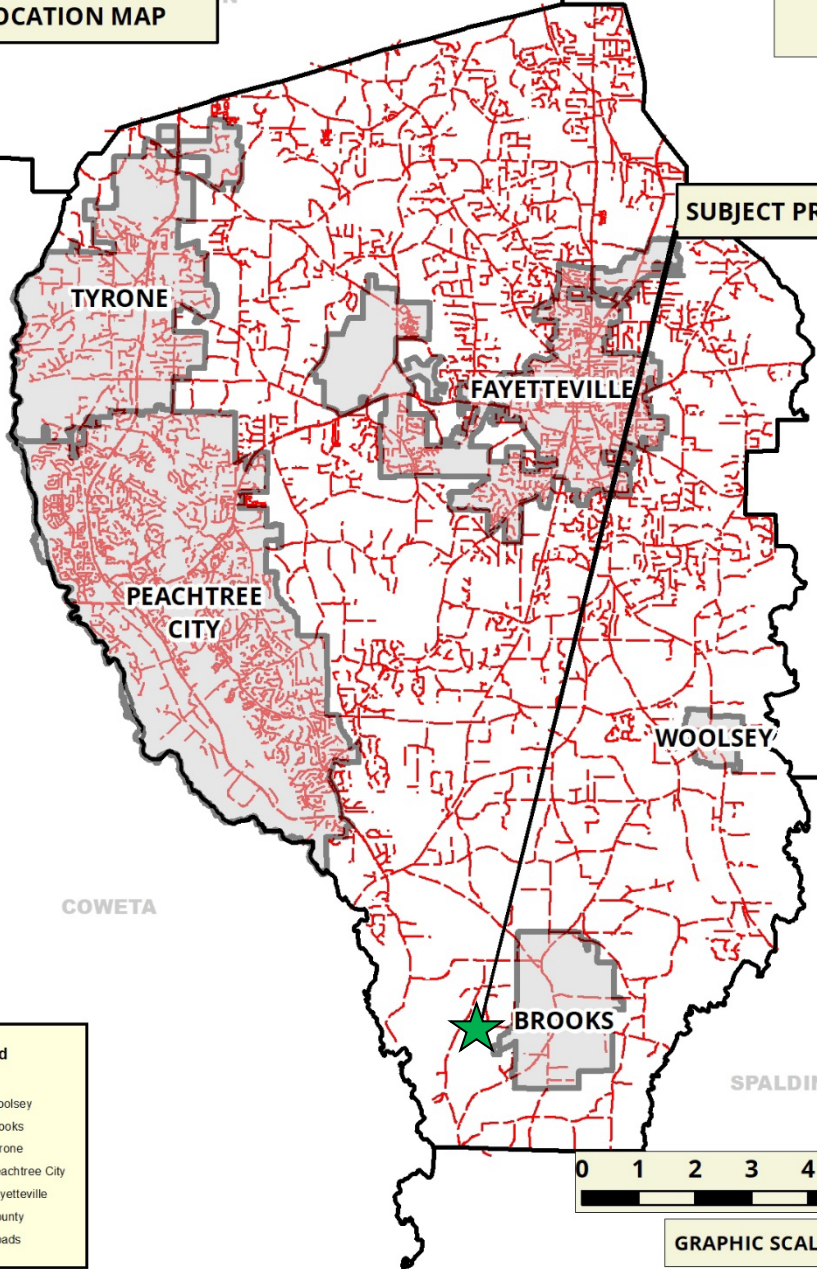 OCATION MAP
SUBJECT PR
TYRONE
FAYETTEVILLE
PEACHTREE
CITY
WOOLSEY
COWETA
BROOKS
SPALDIN
d
oolsey
ooks
rone
eachtree City
yetteville
ounty
oads
0 1 2 3 4
GRAPHIC SCAL